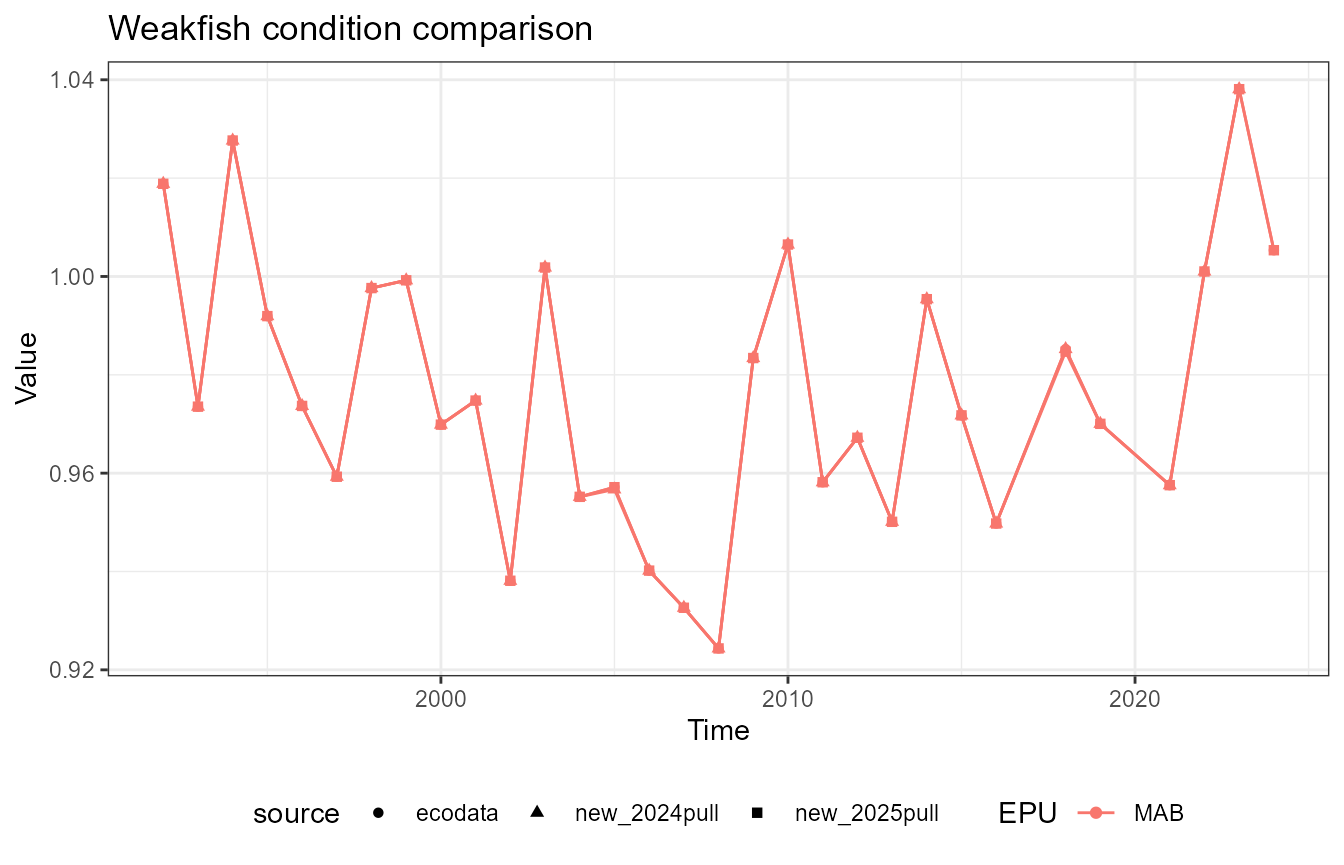 Weakfish condition comparison
1.04
1.00
0.96
0.92
Value
2000 2010 2020
Time
source ecodata new_2024pull new_2025pull EPU MAB